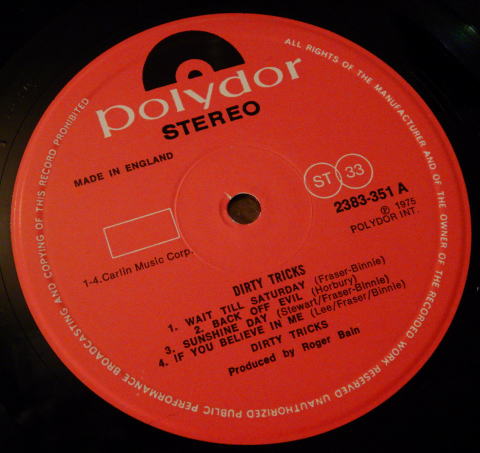 polydor
STEREO
MADE IN ENGLAND
ST 33
2383-351 A
Ⓟ 1975
POLYDOR INT.
1-4.Carlin Music Corp.
DIRTY TRICKS
1. WAIT TILL SATURDAY (Fraser-Binnie)
2. BACK OFF EVIL (Horbury)
3. SUNSHINE DAY (Stewart/Fraser-Binnie)
4. IF YOU BELIEVE IN ME (Lee/Fraser/Binnie)
DIRTY TRICKS
Produced by Roger Bain
ALL RIGHTS OF THE MANUFACTURER AND OF THE OWNER OF THE RECORDED WORK RESERVED UNAUTHORIZED PUBLIC PERFORMANCE BROADCASTING AND COPYING OF THIS RECORD PROHIBITED